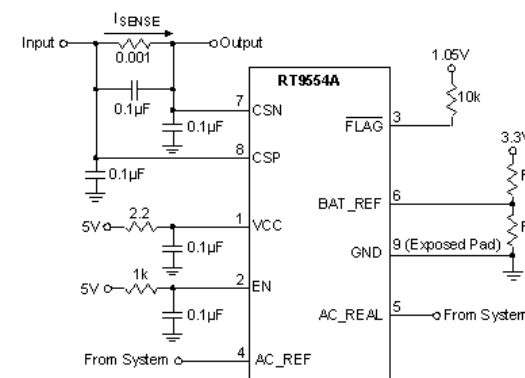 ISENSE
Input
Output
0.001
0.1µF
RT9554A
1.05V
10k
7
CSN
0.1µF
3
FLAG
8
CSP
0.1µF
3.3V
R
6
BAT_REF
R
5V
2.2
1
VCC
0.1µF
9 (Exposed Pad)
GND
5V
1k
2
EN
0.1µF
5
AC_REAL
From System
From System
4
AC_REF